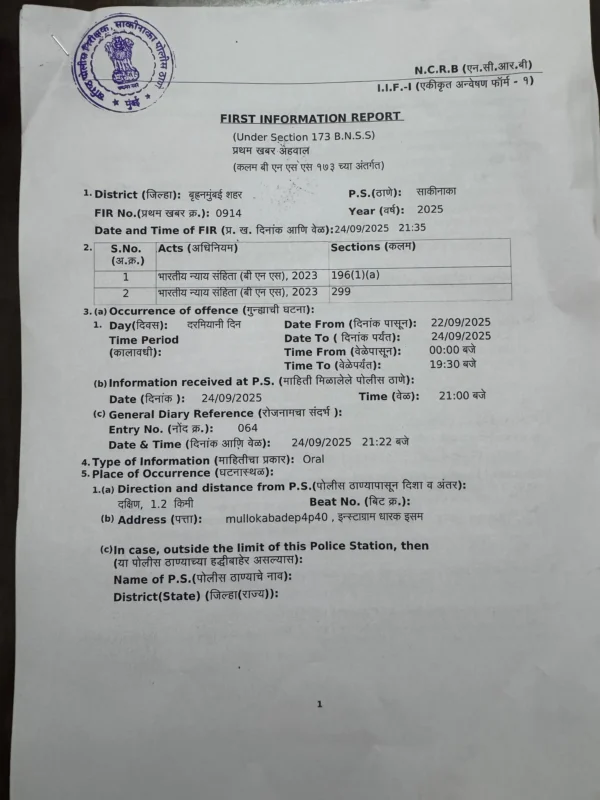 वरिष्ठ पोलीस निरीक्षक, साकीनाका पोलीस ठाणे
★ मुंबई ★
N.C.R.B (एन.सी.आर.बी)
I.I.F.-I (एकीकृत अन्वेषण फॉर्म - १)
FIRST INFORMATION REPORT
(Under Section 173 B.N.S.S)
प्रथम खबर अहवाल
(कलम बी एन एस एस १७३ च्या अंतर्गत)
1. District (जिल्हा): बृहन्मुंबई शहर P.S.(ठाणे): साकीनाका
FIR No.(प्रथम खबर क्र.): 0914 Year (वर्ष): 2025
Date and Time of FIR (प्र. ख. दिनांक आणि वेळ):24/09/2025 21:35
2. S.No. (अ.क्र.) Acts (अधिनियम) Sections (कलम)
1 भारतीय न्याय संहिता (बी एन एस), 2023 196(1)(a)
2 भारतीय न्याय संहिता (बी एन एस), 2023 299
3. (a) Occurrence of offence (गुन्ह्याची घटना):
1. Day(दिवस): दरमियानी दिन Date From (दिनांक पासून): 22/09/2025
Time Period Date To ( दिनांक पर्यंत): 24/09/2025
(कालावधी): Time From (वेळेपासून): 00:00 बजे
Time To (वेळेपर्यंत): 19:30 बजे
(b) Information received at P.S. (माहिती मिळालेले पोलीस ठाणे):
Date (दिनांक ): 24/09/2025 Time (वेळ): 21:00 बजे
(c) General Diary Reference (रोजनामचा संदर्भ ):
Entry No. (नोंद क्र.): 064
Date & Time (दिनांक आणि वेळ): 24/09/2025 21:22 बजे
4. Type of Information (माहितीचा प्रकार): Oral
5. Place of Occurrence (घटनास्थळ):
1.(a) Direction and distance from P.S.(पोलीस ठाण्यापासून दिशा व अंतर):
दक्षिण, 1.2 किमी Beat No. (बिट क्र.):
(b) Address (पत्ता): mullokabadep4p40 , इन्स्टाग्राम धारक इसम
(c)In case, outside the limit of this Police Station, then
(या पोलीस ठाण्याच्या हद्दीबाहेर असल्यास):
Name of P.S.(पोलीस ठाण्याचे नाव):
District(State) (जिल्हा(राज्य)):
1